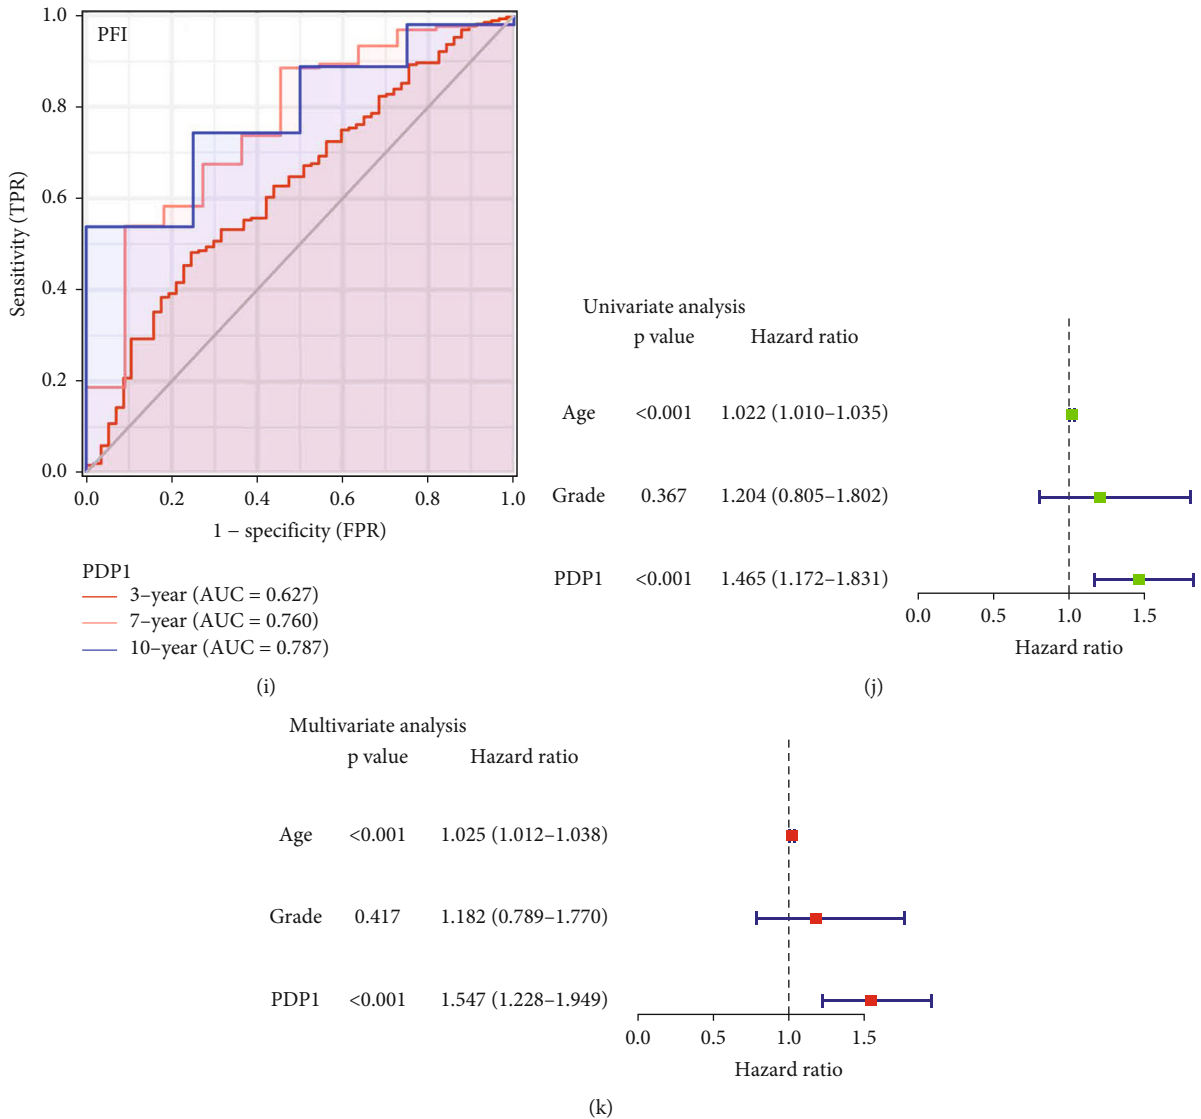 PFI
1.0
0.8
0.6
0.4
0.2
0.0
Sensitivity (TPR)
0.0 0.2 0.4 0.6 0.8 1.0
1 − specificity (FPR)
PDP1
3–year (AUC = 0.627)
7–year (AUC = 0.760)
10–year (AUC = 0.787)
(i)
Univariate analysis
p value Hazard ratio
Age <0.001 1.022 (1.010–1.035)
Grade 0.367 1.204 (0.805–1.802)
PDP1 <0.001 1.465 (1.172–1.831)
0.0 0.5 1.0 1.5
Hazard ratio
(j)
Multivariate analysis
p value Hazard ratio
Age <0.001 1.025 (1.012–1.038)
Grade 0.417 1.182 (0.789–1.770)
PDP1 <0.001 1.547 (1.228–1.949)
0.0 0.5 1.0 1.5
Hazard ratio
(k)